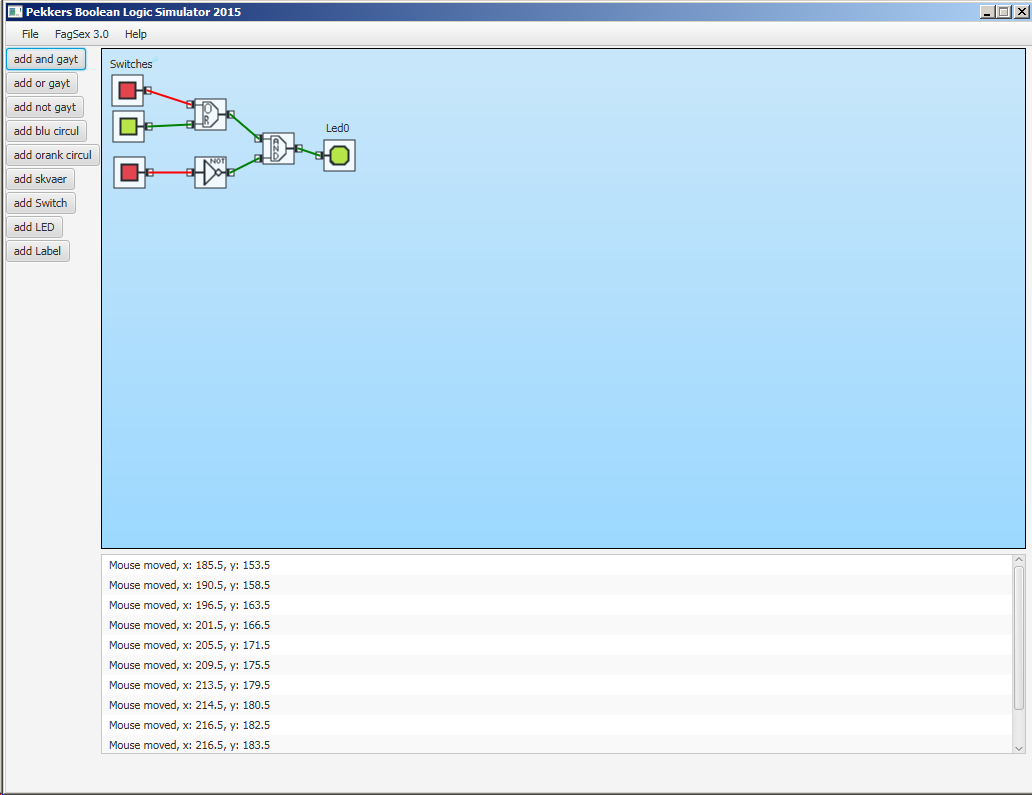 Pekkers Boolean Logic Simulator 2015
File FagSex 3.0 Help
add and gayt
add or gayt
add not gayt
add blu circul
add orank circul
add skvaer
add Switch
add LED
add Label
Switches
OR
NOT
AND
Led0
Mouse moved, x: 185.5, y: 153.5
Mouse moved, x: 190.5, y: 158.5
Mouse moved, x: 196.5, y: 163.5
Mouse moved, x: 201.5, y: 166.5
Mouse moved, x: 205.5, y: 171.5
Mouse moved, x: 209.5, y: 175.5
Mouse moved, x: 213.5, y: 179.5
Mouse moved, x: 214.5, y: 180.5
Mouse moved, x: 216.5, y: 182.5
Mouse moved, x: 216.5, y: 183.5